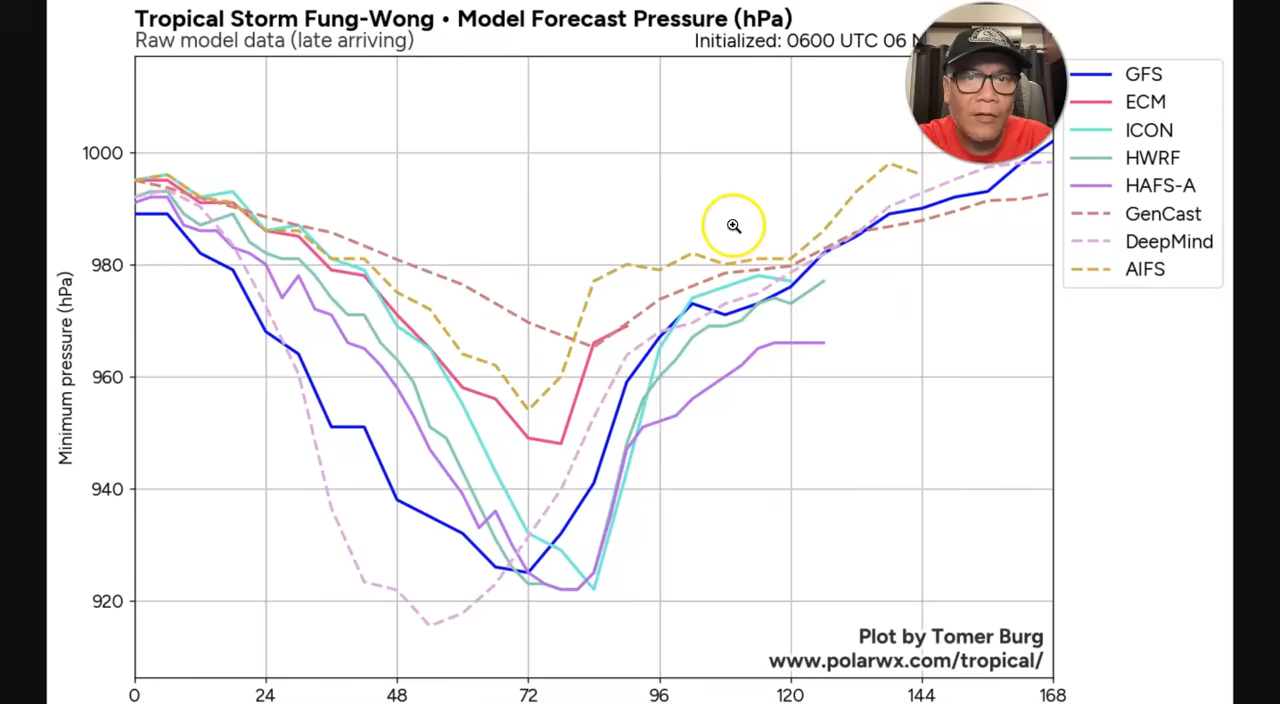 Tropical Storm Fung-Wong • Model Forecast Pressure (hPa)
Raw model data (late arriving)
Initialized: 0600 UTC 06
GFS
ECM
ICON
HWRF
HAFS-A
GenCast
DeepMind
AIFS
Minimum pressure (hPa)
1000
980
960
940
920
Plot by Tomer Burg
www.polarwx.com/tropical/
0 24 48 72 96 120 144 168